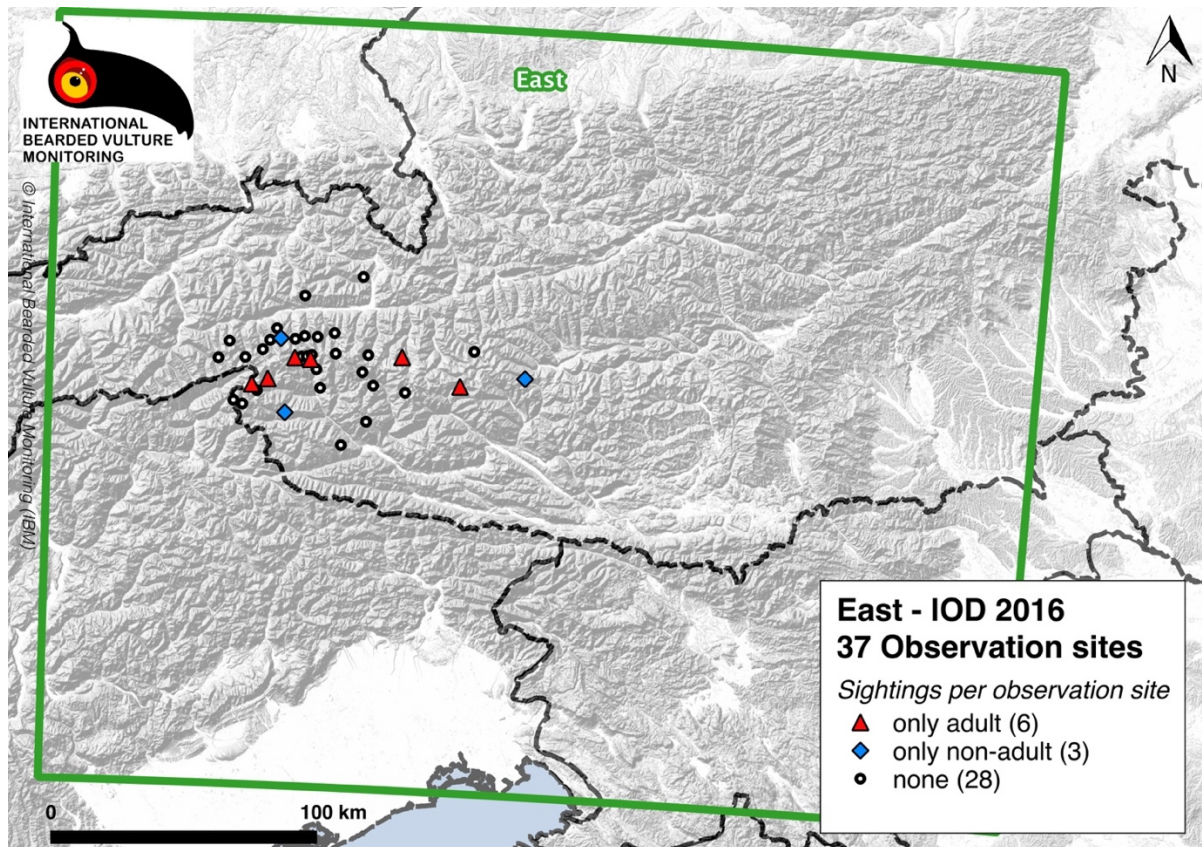 INTERNATIONAL
BEARDED VULTURE
MONITORING
East
N
© International Bearded Vulture Monitoring (IBM)
East - IOD 2016
37 Observation sites
Sightings per observation site
only adult (6)
only non-adult (3)
none (28)
0
100 km